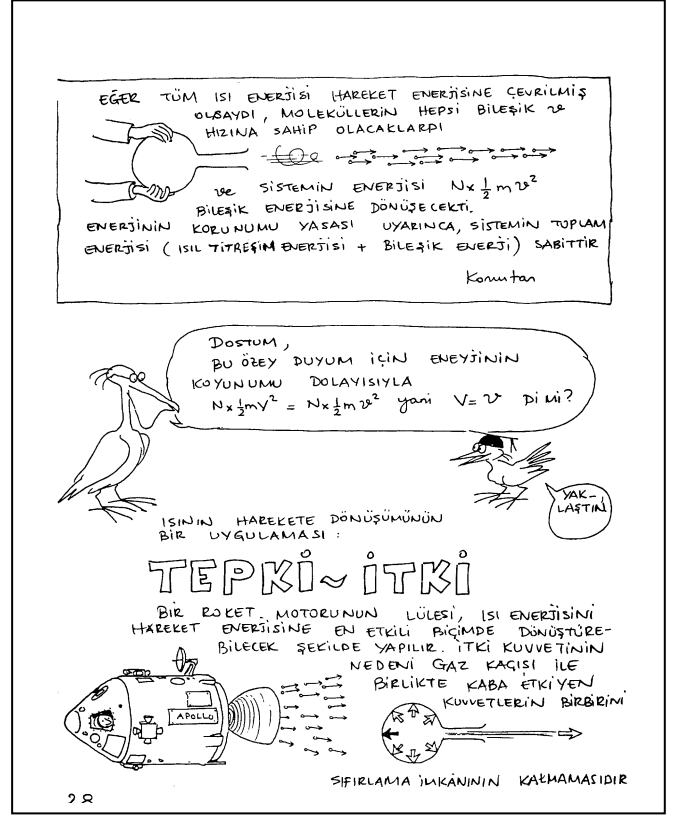 EĞER TÜM ISI ENERJİSİ HAREKET ENERJİSİNE ÇEVRİLMİŞ
OLSAYDI, MOLEKÜLLERİN HEPSİ BİLEŞİK v
HIZINA SAHİP OLACAKLARDI
ve SİSTEMİN ENERJİSİ N x ½ m v²
BİLEŞİK ENERJİSİNE DÖNÜŞECEKTİ.
ENERJİNİN KORUNUMU YASASI UYARINCA, SİSTEMİN TOPLAM
ENERJİSİ ( ISIL TİTREŞİM ENERJİSİ + BİLEŞİK ENERJİ ) SABİTTİR
Komutan
DOSTUM,
BU ÖZEY DUYUM İÇİN ENEYJİNİN
KOYUNUMU DOLAYISIYLA
N x ½ mV² = N x ½ m v² yani V = v Dİ Mİ?
YAK-
LAŞTIN
ISININ HAREKETE DÖNÜŞÜMÜNÜN
BİR UYGULAMASI :
TEPKİ~İTKİ
BİR ROKET MOTORUNUN LÜLESİ, ISI ENERJİSİNİ
HAREKET ENERJİSİNE EN ETKİLİ BİÇİMDE DÖNÜŞTÜRE-
BİLECEK ŞEKİLDE YAPILIR. İTKİ KUVVETİNİN
NEDENİ GAZ KAÇIŞI İLE
BİRLİKTE KABA ETKİYEN
KUVVETLERİN BİRBİRİNİ
APOLLO
SIFIRLAMA İMKANININ KALMAMASIDIR
28